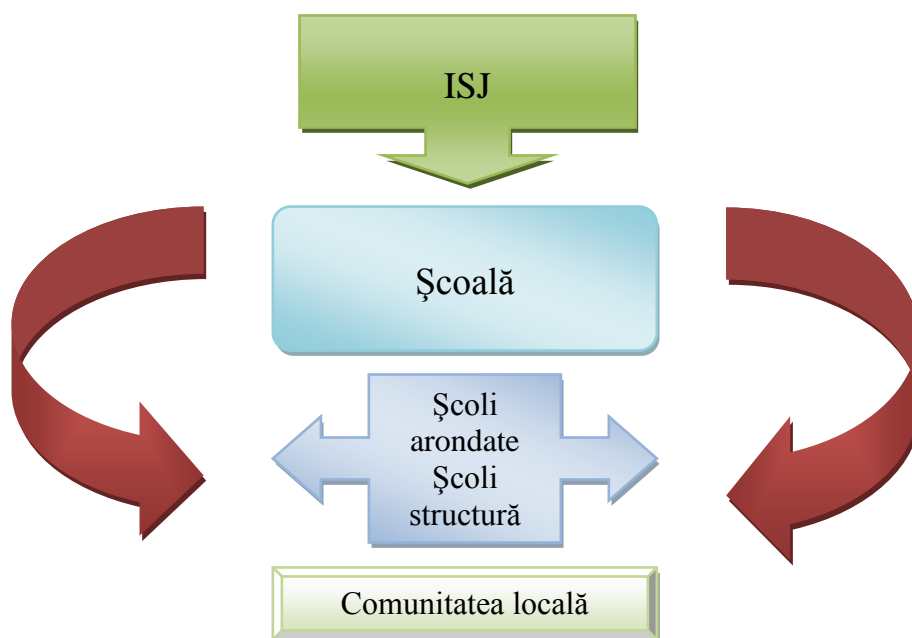 ISJ
Şcoală
Şcoli
arondate
Şcoli
structură
Comunitatea locală